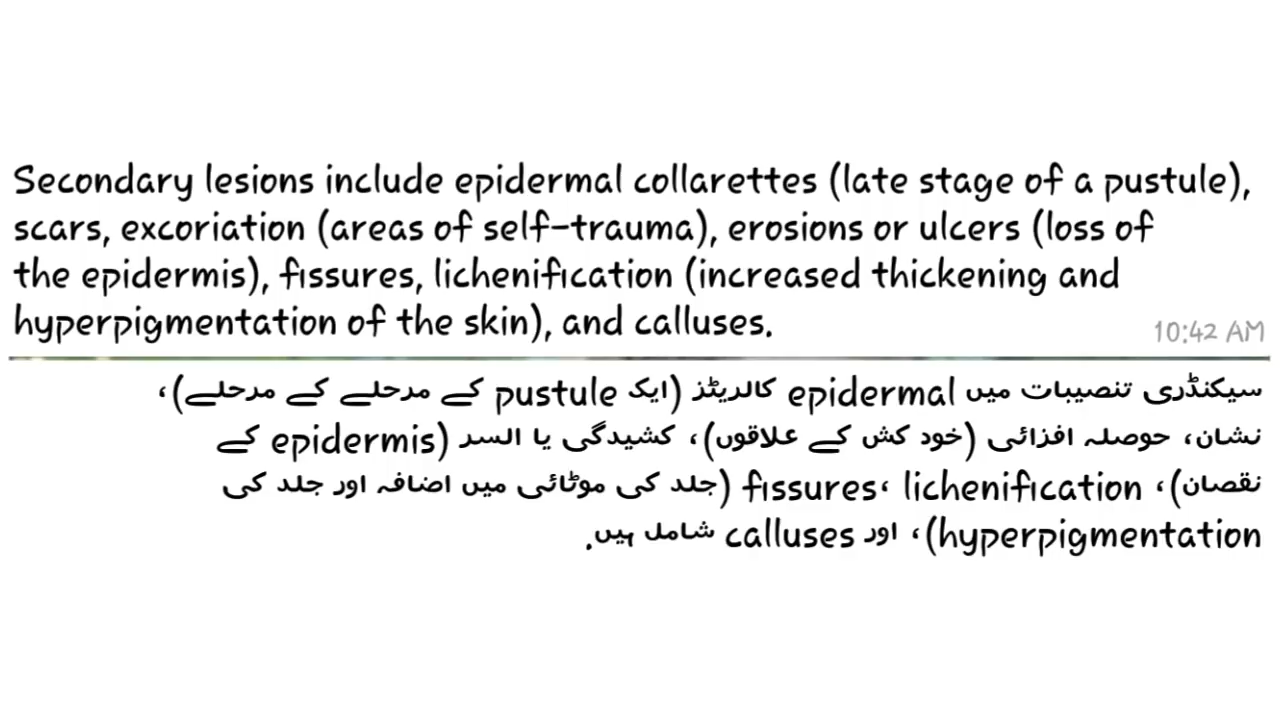 Secondary lesions include epidermal collarettes (late stage of a pustule),
scars, excoriation (areas of self-trauma), erosions or ulcers (loss of
the epidermis), fissures, lichenification (increased thickening and
hyperpigmentation of the skin), and calluses.
10:42 AM
سیکنڈری تنصیبات میں epidermal کالریٹز (ایک pustule کے مرحلے کے مرحلے)،
نشان، حوصلہ افزائی (خود کش کے علاقوں)، کشیدگی یا السر (epidermis کے
نقصان)، fissures، lichenification (جلد کی موٹائی میں اضافہ اور جلد کی
hyperpigmentation)، اور calluses شامل ہیں.